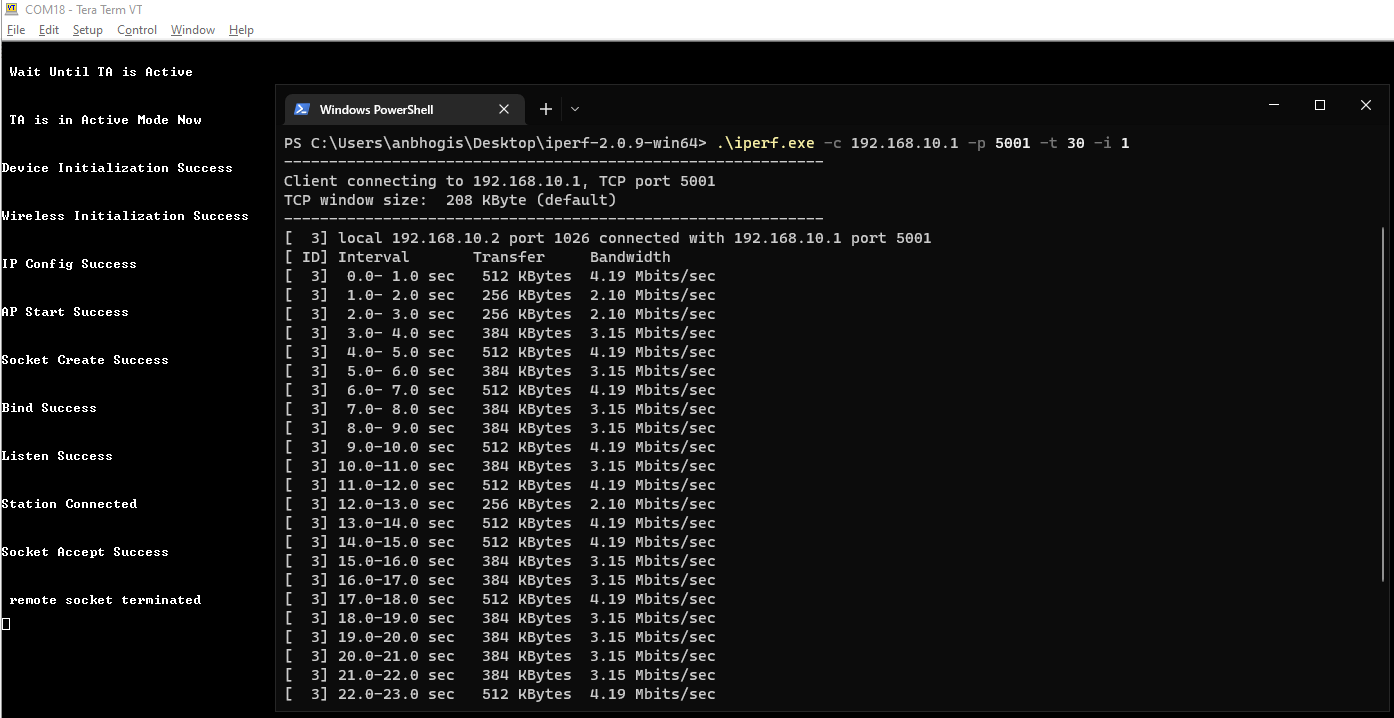 COM18 - Tera Term VT
File Edit Setup Control Window Help
Wait Until TA is Active
TA is in Active Mode Now
Device Initialization Success
Wireless Initialization Success
IP Config Success
AP Start Success
Socket Create Success
Bind Success
Listen Success
Station Connected
Socket Accept Success
remote socket terminated
Windows PowerShell
PS C:\Users\anbhogis\Desktop\iperf-2.0.9-win64> .\iperf.exe -c 192.168.10.1 -p 5001 -t 30 -i 1
------------------------------------------------------------
Client connecting to 192.168.10.1, TCP port 5001
TCP window size:  208 KByte (default)
------------------------------------------------------------
[  3] local 192.168.10.2 port 1026 connected with 192.168.10.1 port 5001
[ ID] Interval       Transfer     Bandwidth
[  3]  0.0- 1.0 sec   512 KBytes  4.19 Mbits/sec
[  3]  1.0- 2.0 sec   256 KBytes  2.10 Mbits/sec
[  3]  2.0- 3.0 sec   256 KBytes  2.10 Mbits/sec
[  3]  3.0- 4.0 sec   384 KBytes  3.15 Mbits/sec
[  3]  4.0- 5.0 sec   512 KBytes  4.19 Mbits/sec
[  3]  5.0- 6.0 sec   384 KBytes  3.15 Mbits/sec
[  3]  6.0- 7.0 sec   512 KBytes  4.19 Mbits/sec
[  3]  7.0- 8.0 sec   384 KBytes  3.15 Mbits/sec
[  3]  8.0- 9.0 sec   384 KBytes  3.15 Mbits/sec
[  3]  9.0-10.0 sec   512 KBytes  4.19 Mbits/sec
[  3] 10.0-11.0 sec   384 KBytes  3.15 Mbits/sec
[  3] 11.0-12.0 sec   512 KBytes  4.19 Mbits/sec
[  3] 12.0-13.0 sec   256 KBytes  2.10 Mbits/sec
[  3] 13.0-14.0 sec   512 KBytes  4.19 Mbits/sec
[  3] 14.0-15.0 sec   512 KBytes  4.19 Mbits/sec
[  3] 15.0-16.0 sec   384 KBytes  3.15 Mbits/sec
[  3] 16.0-17.0 sec   384 KBytes  3.15 Mbits/sec
[  3] 17.0-18.0 sec   512 KBytes  4.19 Mbits/sec
[  3] 18.0-19.0 sec   384 KBytes  3.15 Mbits/sec
[  3] 19.0-20.0 sec   384 KBytes  3.15 Mbits/sec
[  3] 20.0-21.0 sec   384 KBytes  3.15 Mbits/sec
[  3] 21.0-22.0 sec   384 KBytes  3.15 Mbits/sec
[  3] 22.0-23.0 sec   512 KBytes  4.19 Mbits/sec